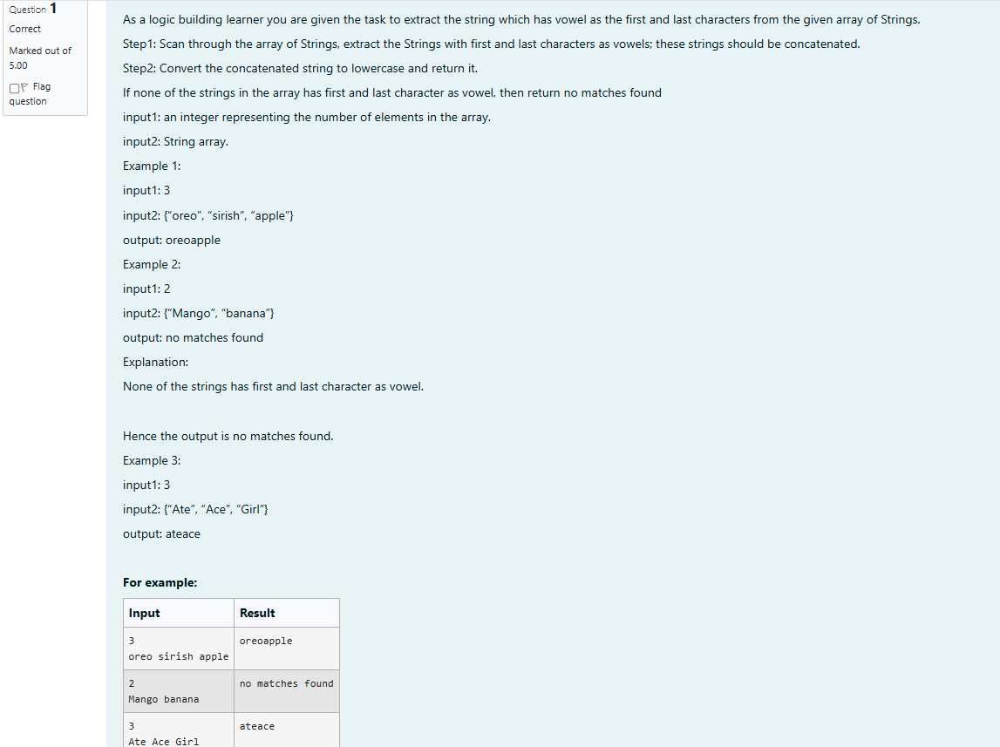 Question 1
Correct
Marked out of
5.00
Flag
question
As a logic building learner you are given the task to extract the string which has vowel as the first and last characters from the given array of Strings.
Step1: Scan through the array of Strings, extract the Strings with first and last characters as vowels; these strings should be concatenated.
Step2: Convert the concatenated string to lowercase and return it.
If none of the strings in the array has first and last character as vowel, then return no matches found
input1: an integer representing the number of elements in the array.
input2: String array.
Example 1:
input1: 3
input2: {“oreo”, “sirish”, “apple”}
output: oreoapple
Example 2:
input1: 2
input2: {“Mango”, “banana”}
output: no matches found
Explanation:
None of the strings has first and last character as vowel.
Hence the output is no matches found.
Example 3:
input1: 3
input2: {“Ate”, “Ace”, “Girl”}
output: ateace
For example:
Input Result
3 oreoapple
oreo sirish apple
2 no matches found
Mango banana
3 ateace
Ate Ace Girl